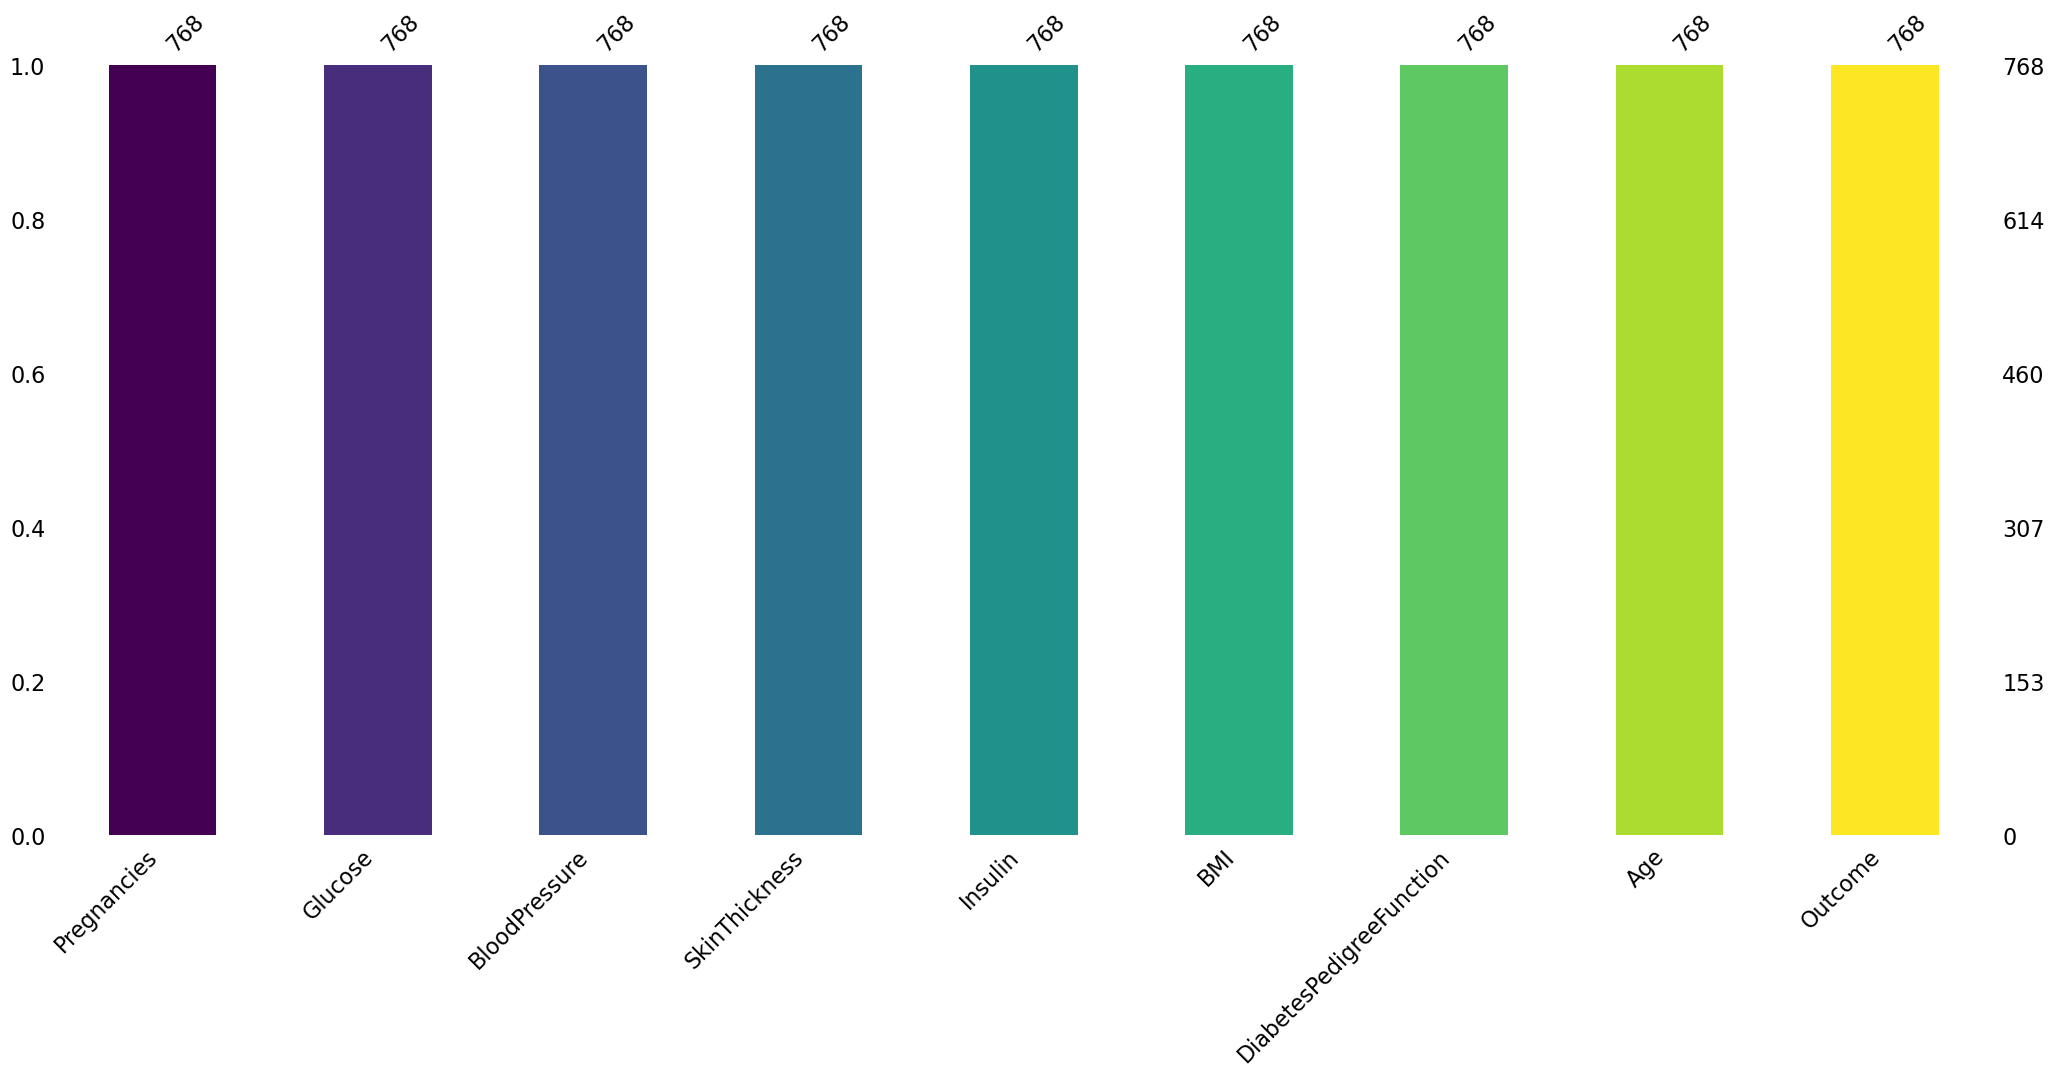 768 768 768 768 768 768 768 768 768
1.0 768
0.8 614
0.6 460
0.4 307
0.2 153
0.0 0
Pregnancies
Glucose
BloodPressure
SkinThickness
Insulin
BMI
DiabetesPedigreeFunction
Age
Outcome